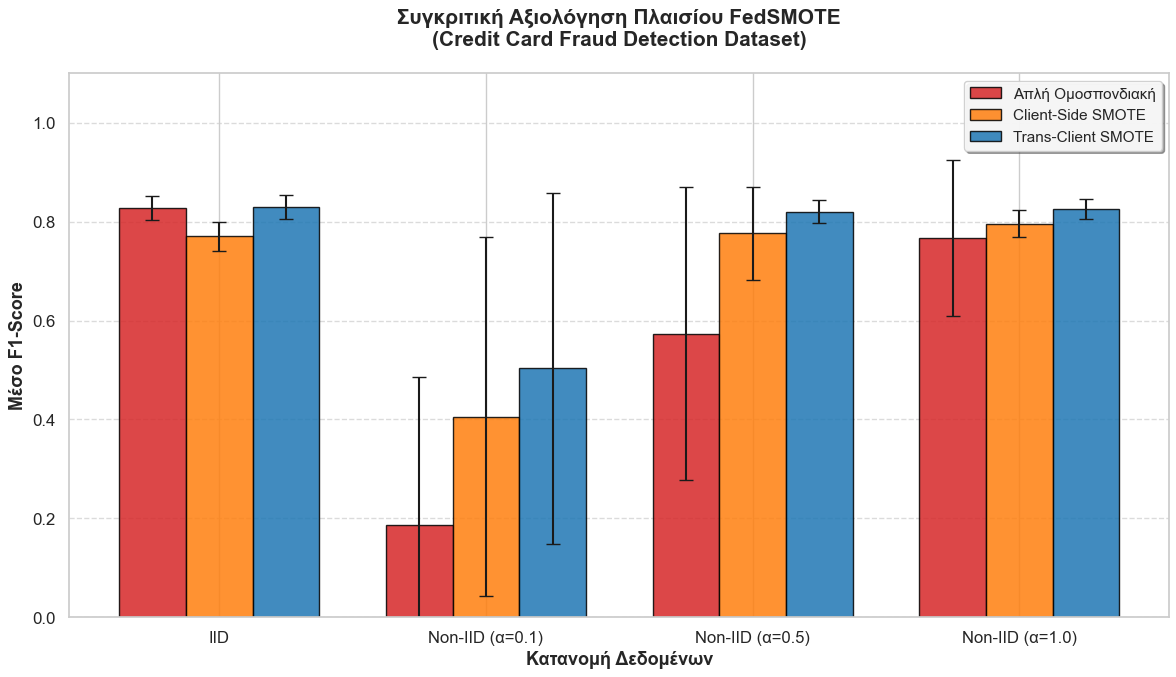 Συγκριτική Αξιολόγηση Πλαισίου FedSMOTE
(Credit Card Fraud Detection Dataset)
Απλή Ομοσπονδιακή
Client-Side SMOTE
Trans-Client SMOTE
Μέσο F1-Score
1.0
0.8
0.6
0.4
0.2
0.0
IID
Non-IID (α=0.1)
Non-IID (α=0.5)
Non-IID (α=1.0)
Κατανομή Δεδομένων